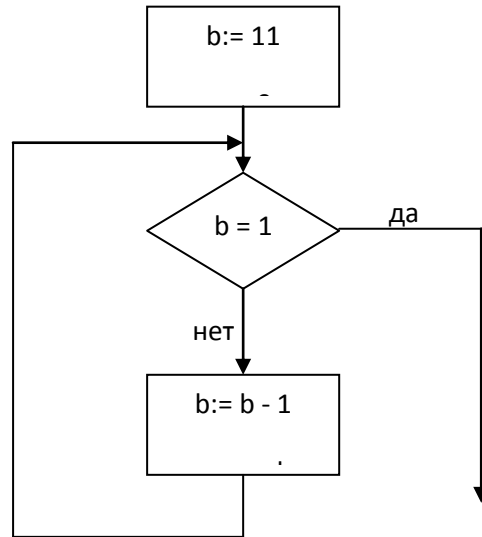 b:= 11
b = 1
да
нет
b:= b - 1